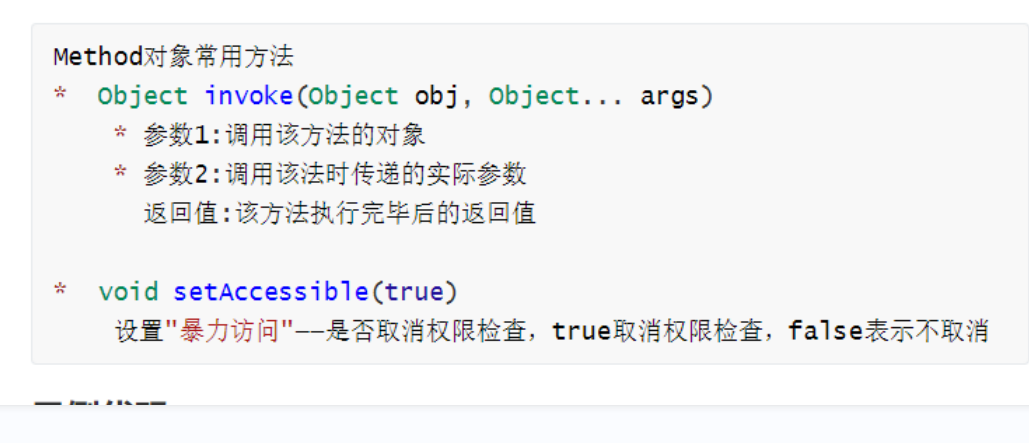 Method对象常用方法
*  Object invoke(Object obj, Object... args)
* 参数1:调用该方法的对象
* 参数2:调用该法时传递的实际参数
返回值:该方法执行完毕后的返回值
*  void setAccessible(true)
设置"暴力访问"——是否取消权限检查，true取消权限检查，false表示不取消